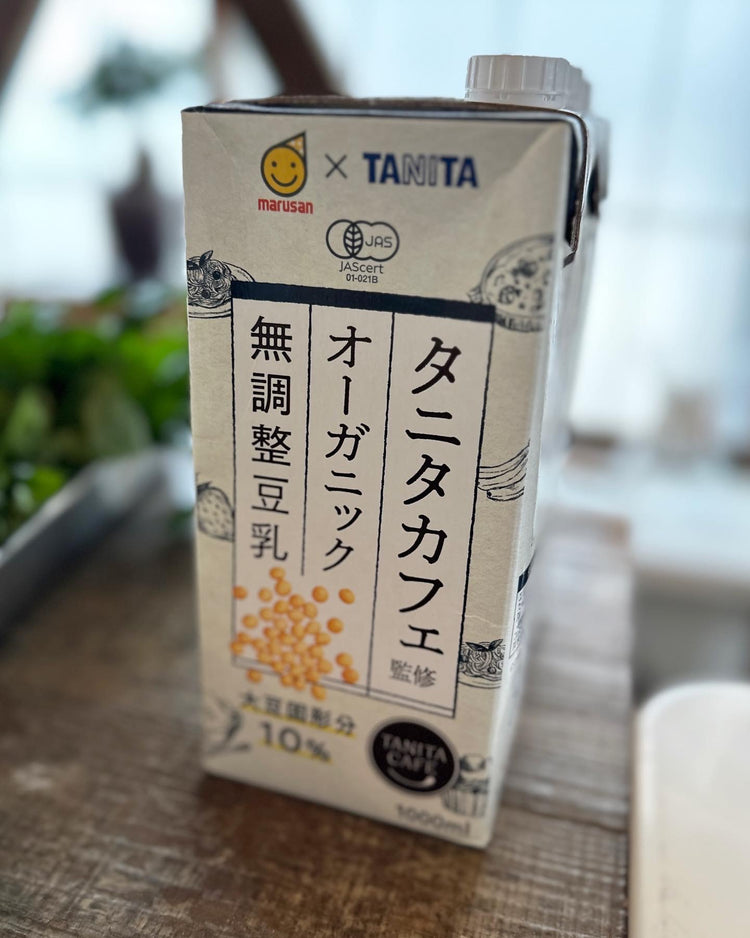 marusan × TANITA
JAS
JAScert
01-021B
タニタカフェ監修
オーガニック
無調整豆乳
大豆固形分
10%
TANITA
CAFE
1000ml